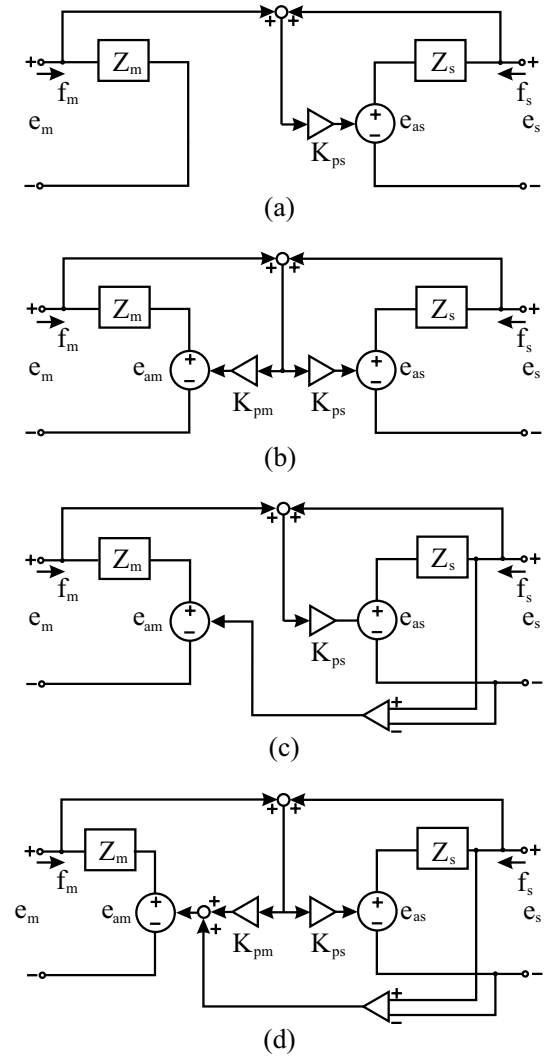 + + + +
Z_m Z_s
f_m f_s
e_m + − e_as e_s
K_ps
− −
(a)
+ + + +
Z_m Z_s
f_m f_s
e_m e_am + − + − e_as e_s
K_pm K_ps
− −
(b)
+ + + +
Z_m Z_s
f_m f_s
e_m e_am + − + − e_as e_s
K_ps
− −
+ −
(c)
+ + + +
Z_m Z_s
f_m f_s
e_m e_am + − + + + − e_as e_s
K_pm K_ps
− −
+ −
(d)